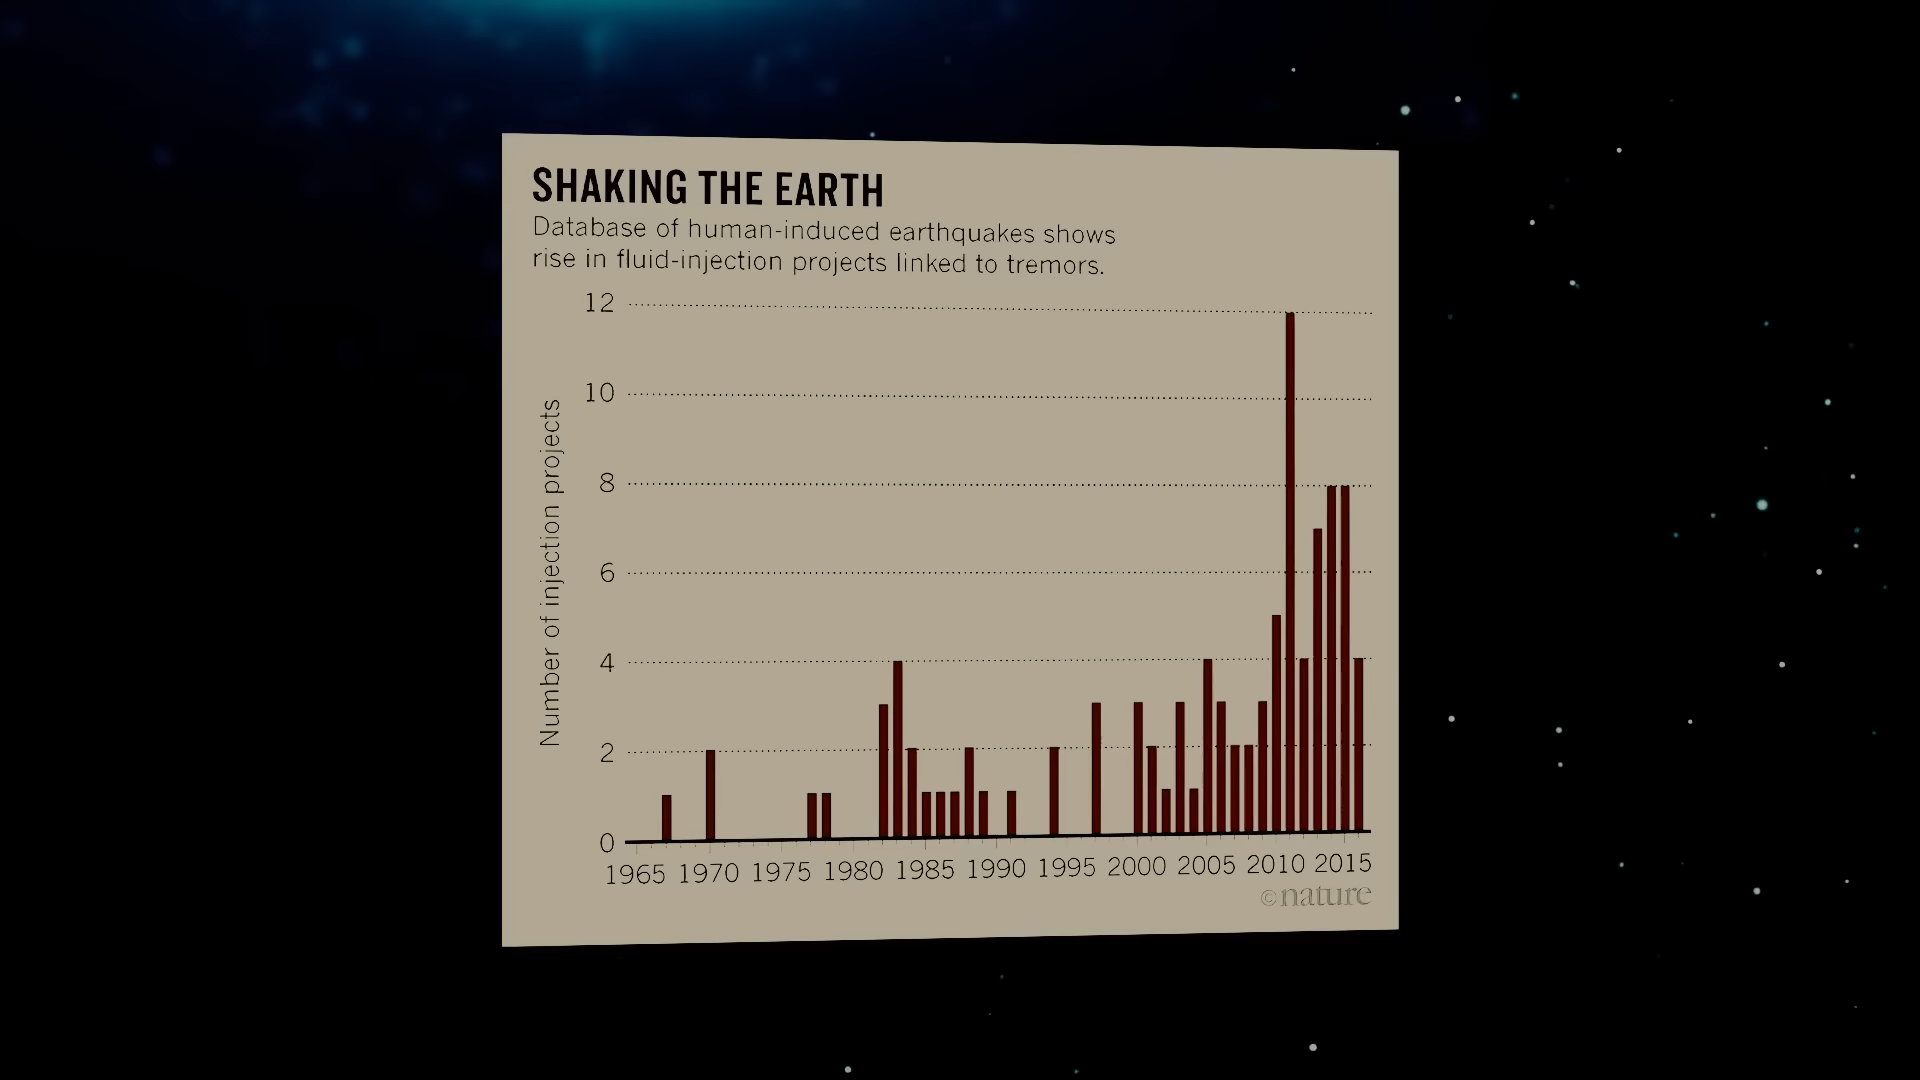 SHAKING THE EARTH
Database of human-induced earthquakes shows
rise in fluid-injection projects linked to tremors.
Number of injection projects
12
10
8
6
4
2
0
1965 1970 1975 1980 1985 1990 1995 2000 2005 2010 2015
©nature